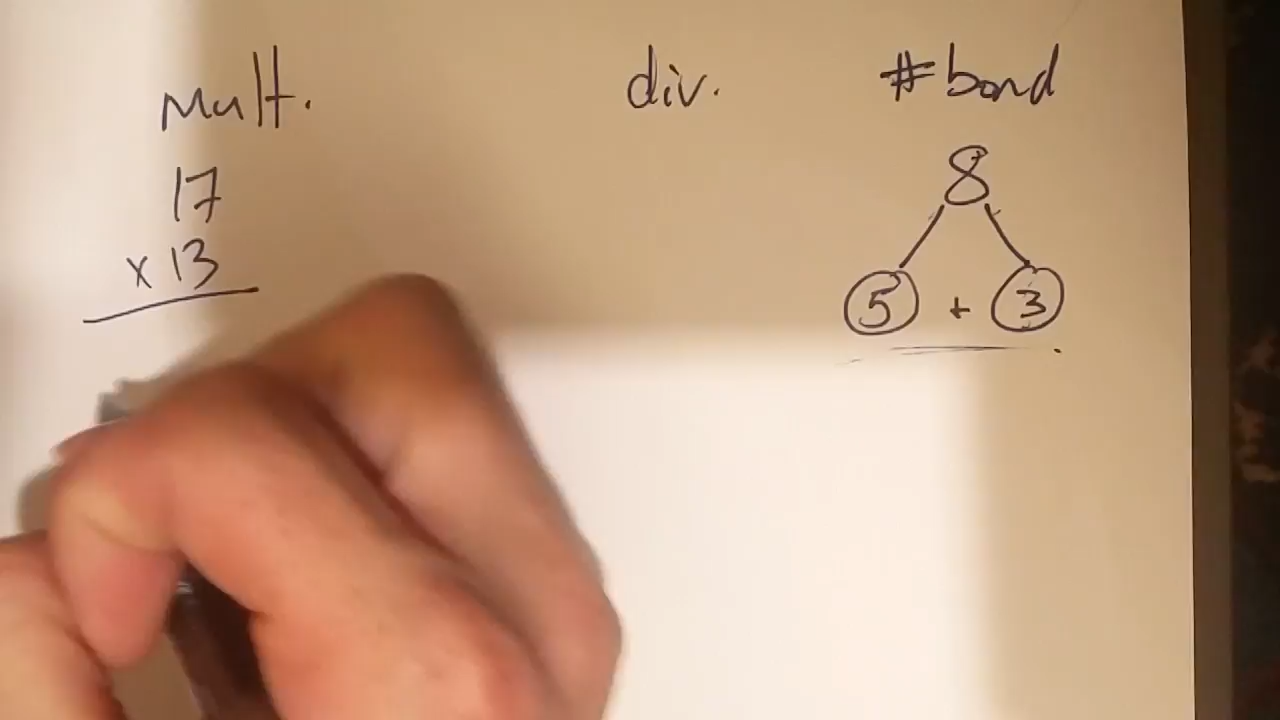 mult. div. #bond
17
x 13
8
5 + 3